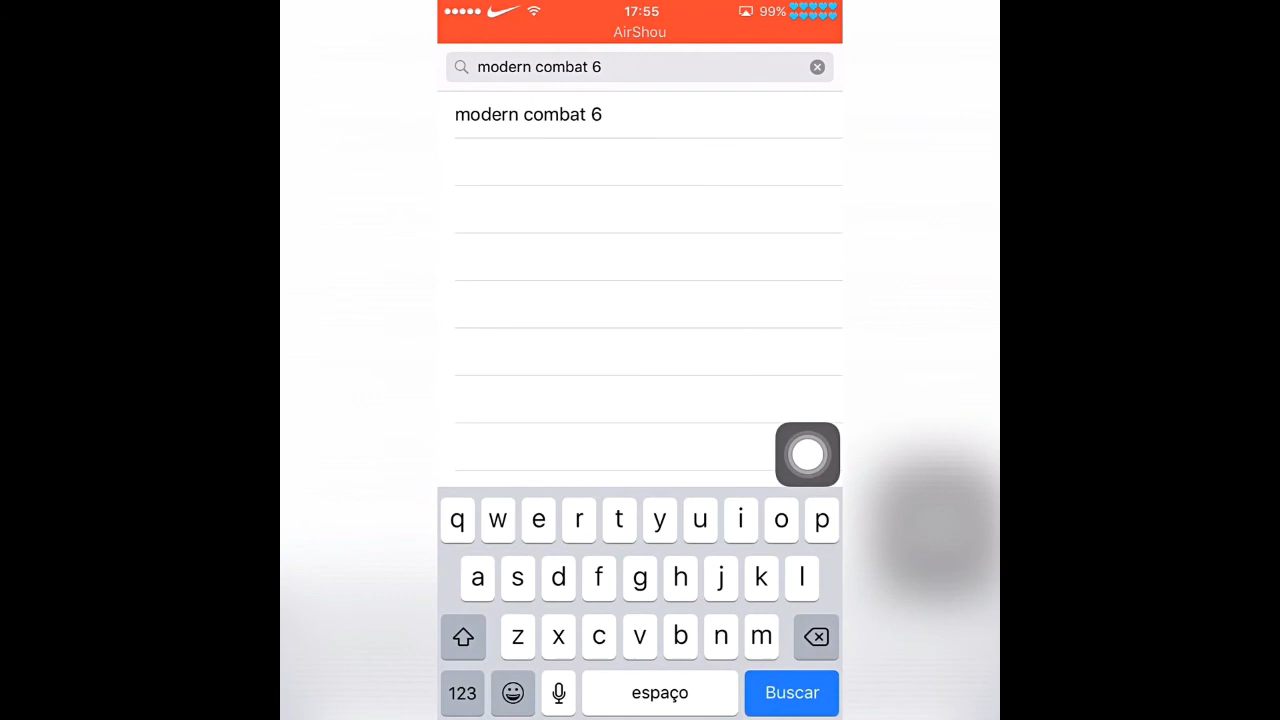 17:55
99%
AirShou
modern combat 6
modern combat 6
q w e r t y u i o p
a s d f g h j k l
z x c v b n m
123 espaço Buscar